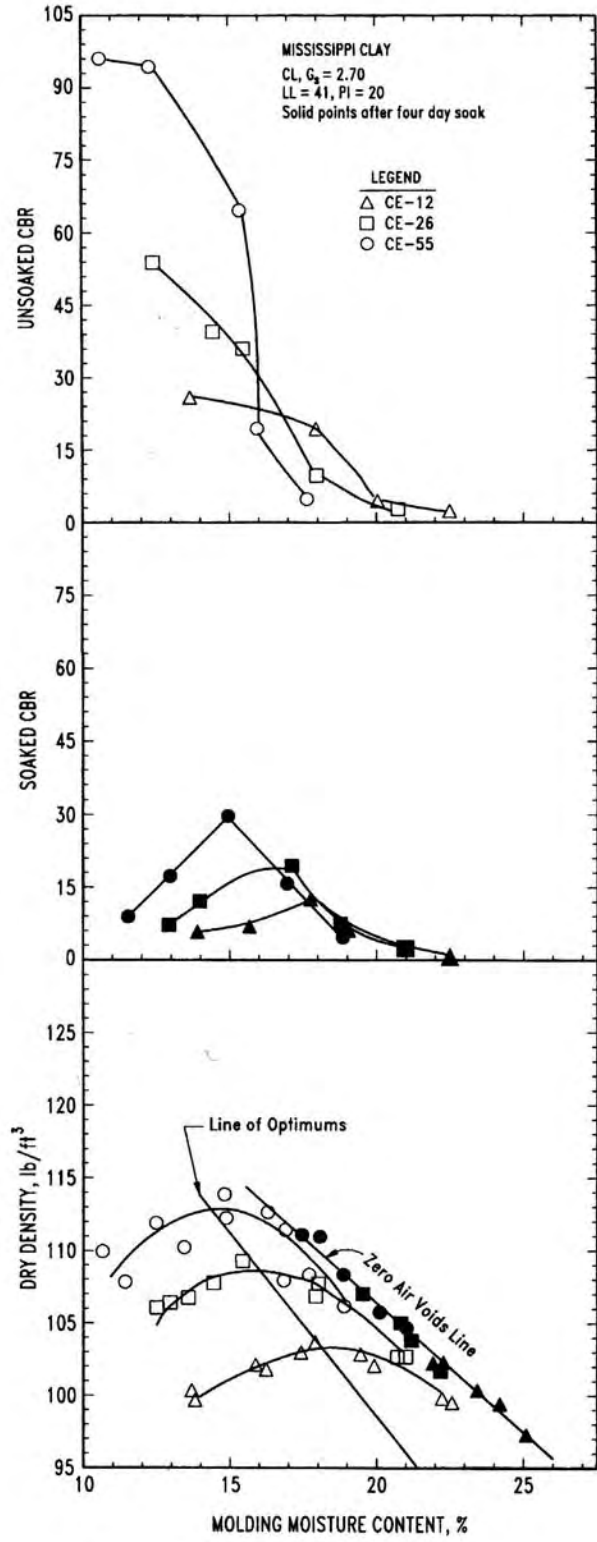 105
90
75
60
45
30
15
0
UNSOAKED CBR
MISSISSIPPI CLAY
CL, Gs = 2.70
LL = 41, PI = 20
Solid points after four day soak
LEGEND
△ CE-12
□ CE-26
○ CE-55
75
60
45
30
15
0
SOAKED CBR
125
120
115
110
105
100
95
DRY DENSITY, lb/ft³
Line of Optimums
Zero Air Voids Line
10 15 20 25
MOLDING MOISTURE CONTENT, %